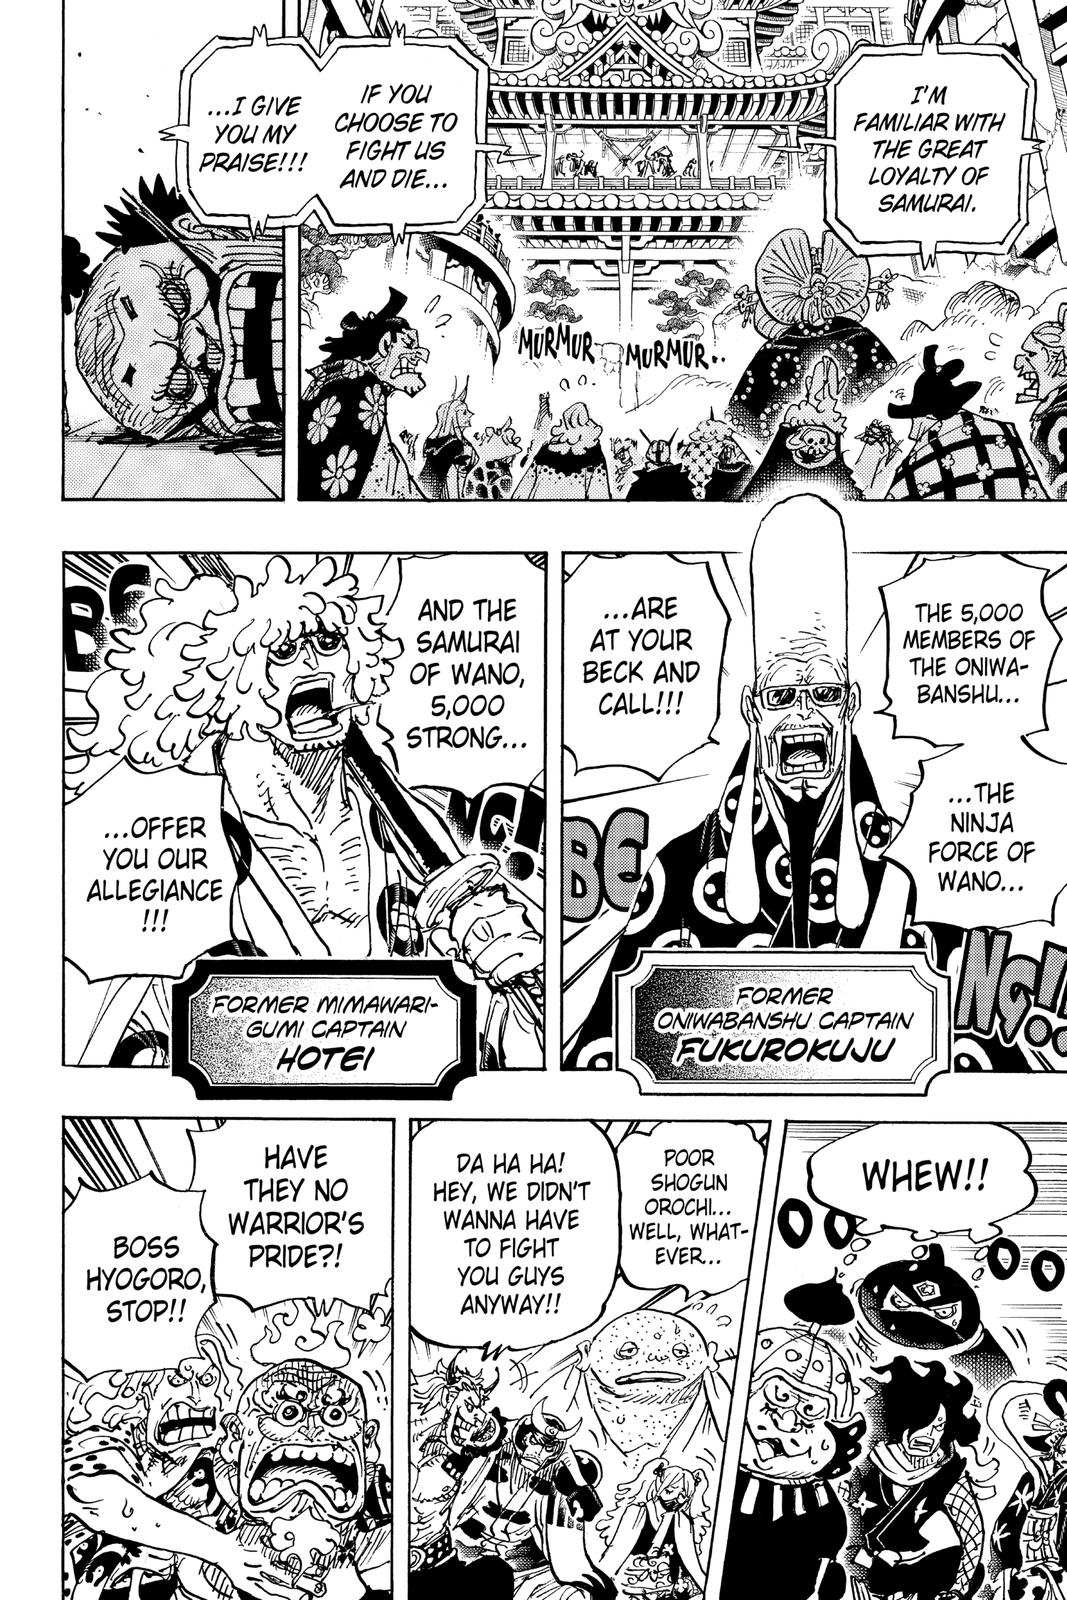 I'M
FAMILIAR WITH
THE GREAT
LOYALTY OF
SAMURAI.
IF YOU
CHOOSE TO
FIGHT US
AND DIE...
...I GIVE
YOU MY
PRAISE!!!
MURMUR
MURMUR..
THE 5,000
MEMBERS OF
THE ONIWA-
BANSHU...
...THE
NINJA
FORCE OF
WANO...
...ARE
AT YOUR
BECK AND
CALL!!!
BE
NG!!
FORMER
ONIWABANSHU CAPTAIN
FUKUROKUJU
AND THE
SAMURAI
OF WANO,
5,000
STRONG...
...OFFER
YOU OUR
ALLEGIANCE
!!!
BE
NG!
FORMER MIMAWARI-
GUMI CAPTAIN
HOTEI
WHEW!!
POOR
SHOGUN
OROCHI...
WELL, WHAT-
EVER...
DA HA HA!
HEY, WE DIDN'T
WANNA HAVE
TO FIGHT
YOU GUYS
ANYWAY!!
HAVE
THEY NO
WARRIOR'S
PRIDE?!
BOSS
HYOGORO,
STOP!!